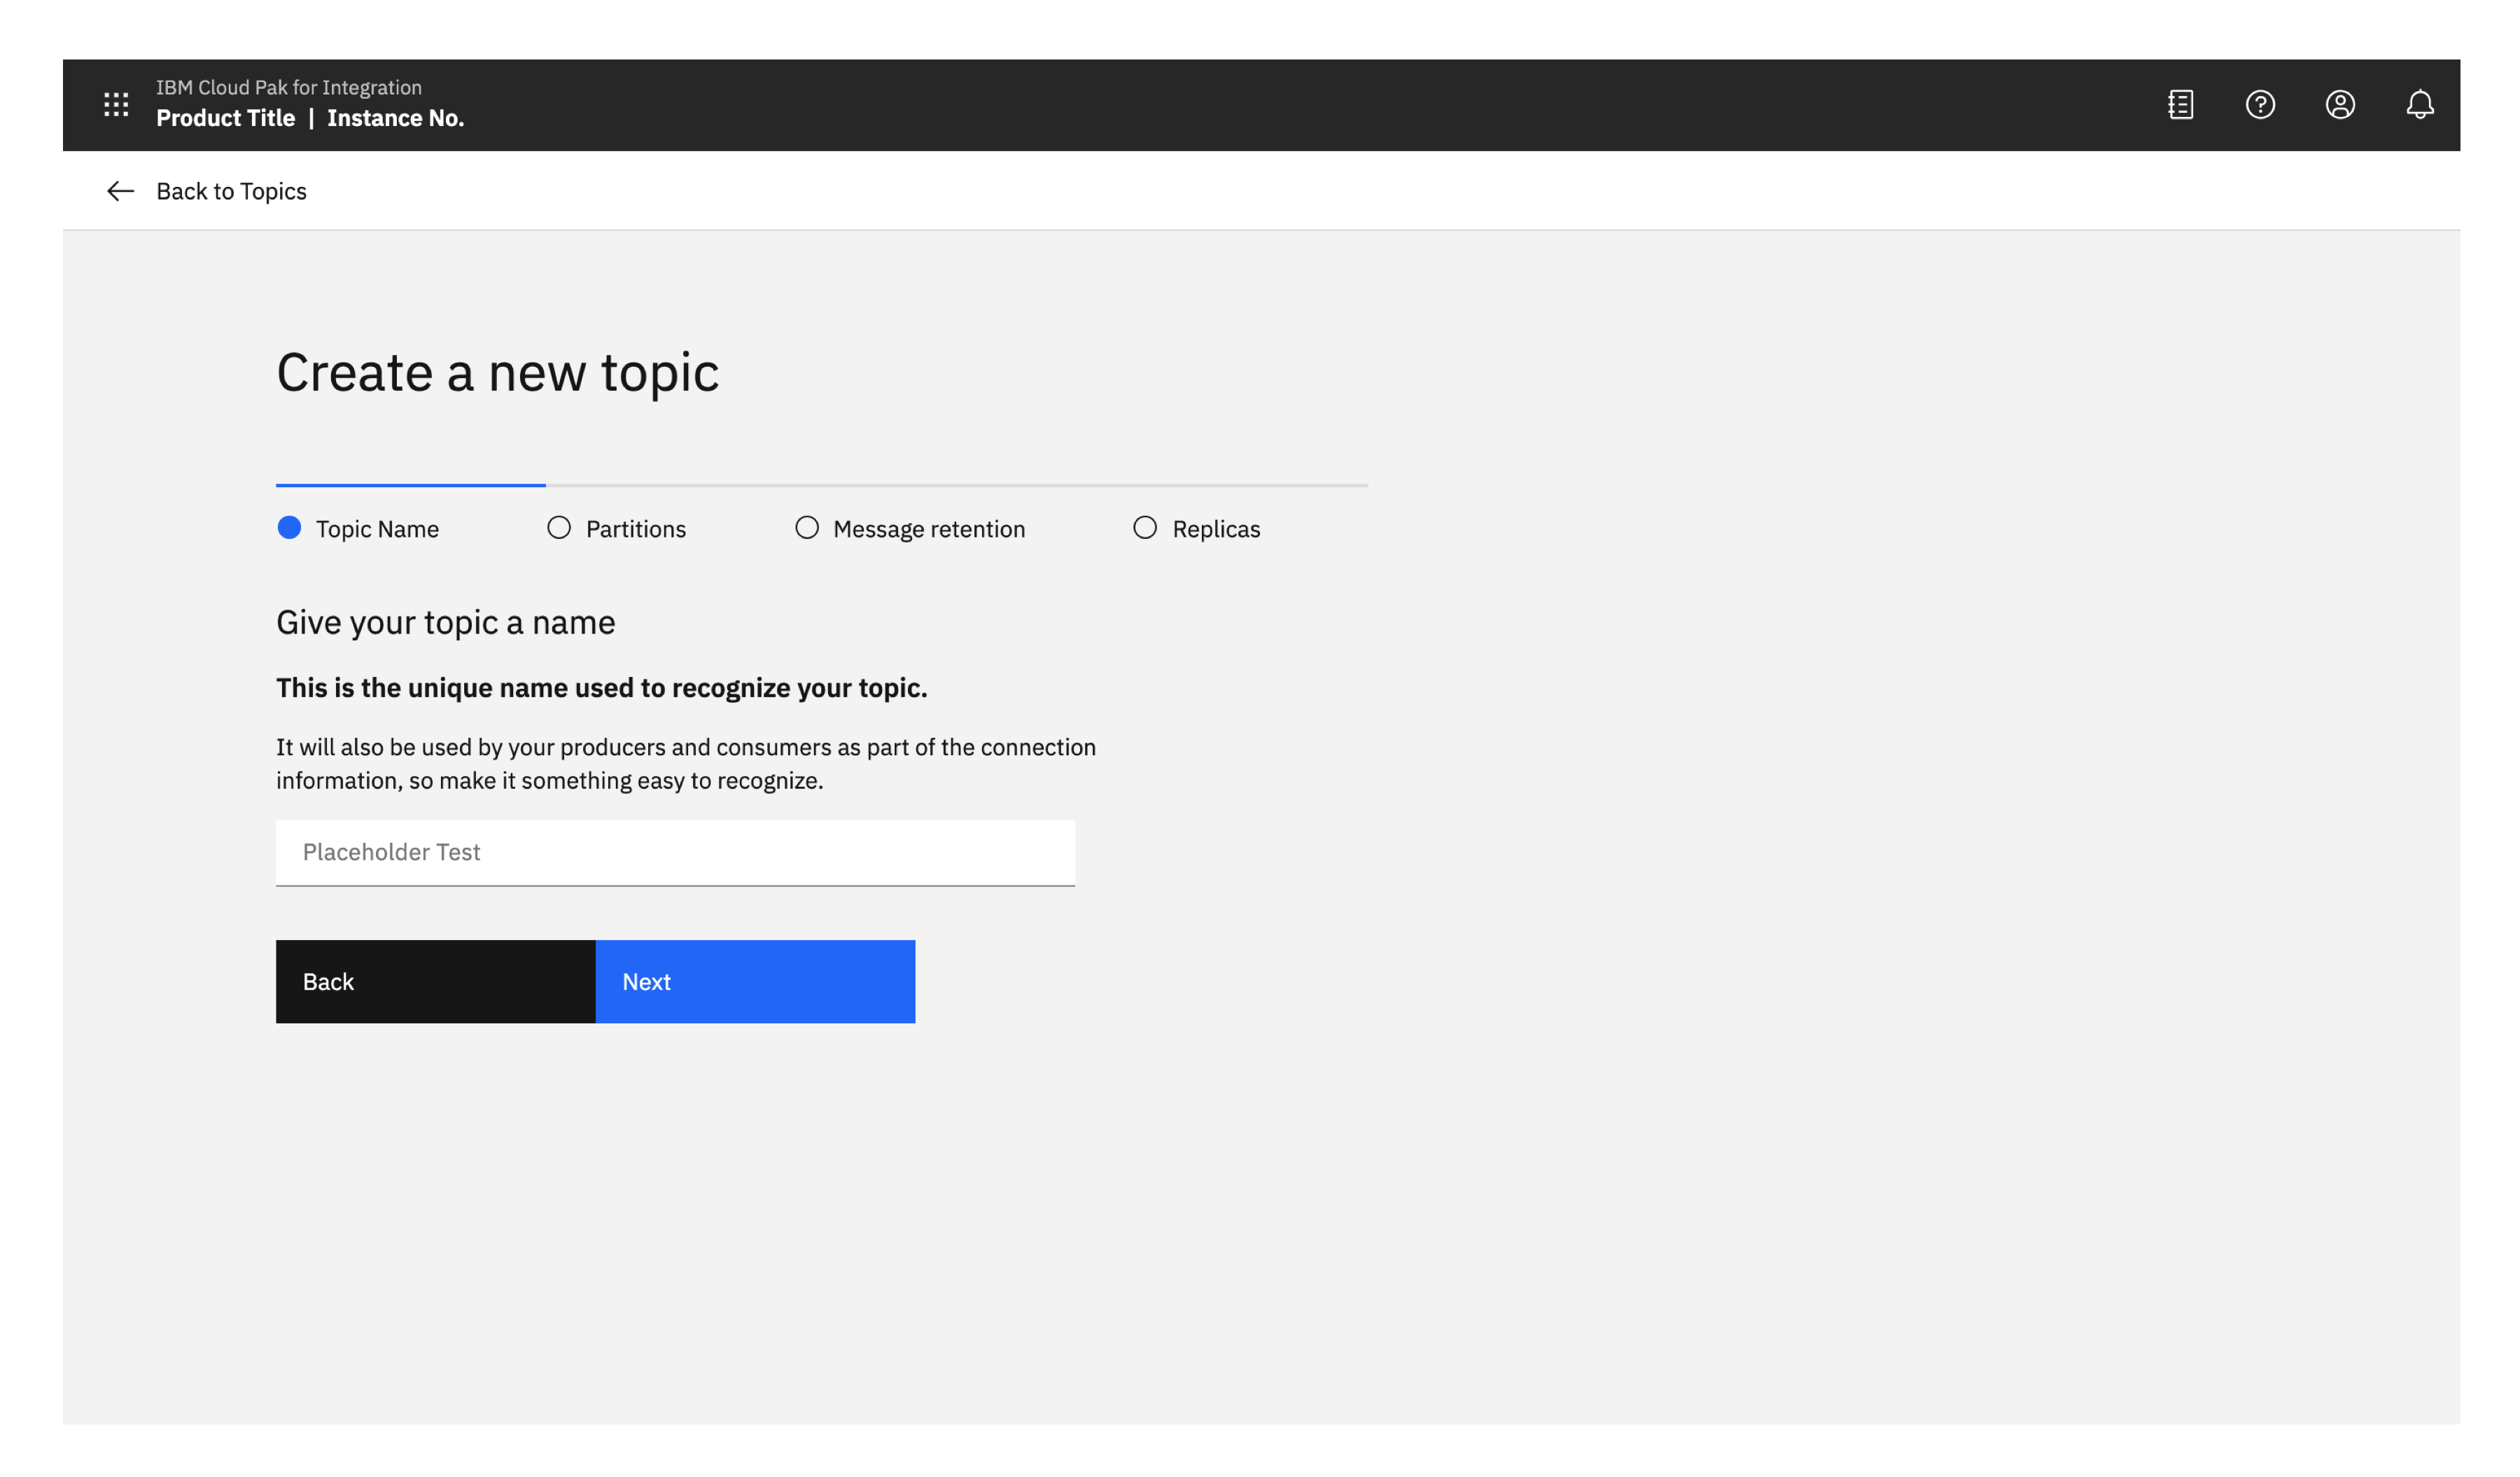 IBM Cloud Pak for Integration
Product Title | Instance No.
Back to Topics
Create a new topic
Topic Name
Partitions
Message retention
Replicas
Give your topic a name
This is the unique name used to recognize your topic.
It will also be used by your producers and consumers as part of the connection
information, so make it something easy to recognize.
Placeholder Test
Back
Next